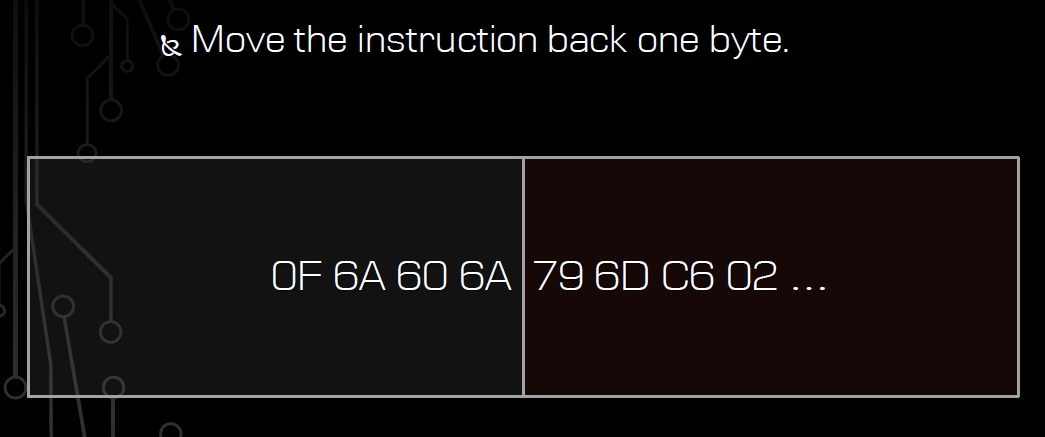 Move the instruction back one byte.
0F 6A 60 6A 79 6D C6 02 ...